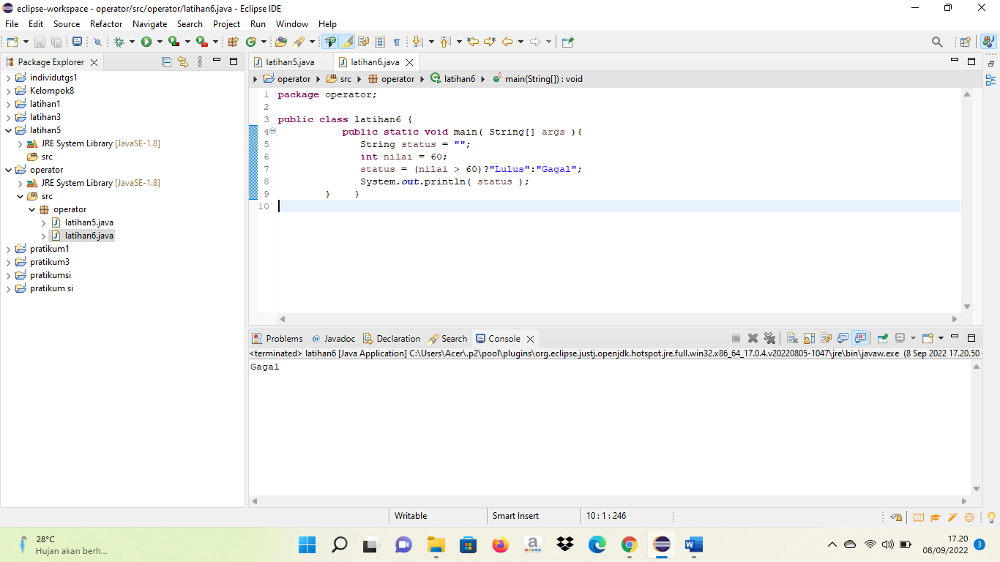 eclipse-workspace - operator/src/operator/latihan6.java - Eclipse IDE
File Edit Source Refactor Navigate Search Project Run Window Help
Package Explorer
individutgs1
Kelompok8
latihan1
latihan3
latihan5
JRE System Library [JavaSE-1.8]
src
operator
JRE System Library [JavaSE-1.8]
src
operator
latihan5.java
latihan6.java
pratikum1
pratikum3
pratikumsi
pratikum si
latihan5.java latihan6.java
operator src operator latihan6 main(String[]) : void
1 package operator;
2
3 public class latihan6 {
4 public static void main( String[] args ){
5 String status = "";
6 int nilai = 60;
7 status = (nilai > 60)?"Lulus":"Gagal";
8 System.out.println( status );
9 } }
10
Problems @ Javadoc Declaration Search Console
<terminated> latihan6 [Java Application] C:\Users\Acer\.p2\pool\plugins\org.eclipse.justj.openjdk.hotspot.jre.full.win32.x86_64_17.0.4.v20220805-1047\jre\bin\javaw.exe (8 Sep 2022 17.20.50 -
Gagal
Writable Smart Insert 10 : 1 : 246
28°C
Hujan akan berh...
17.20
08/09/2022
3